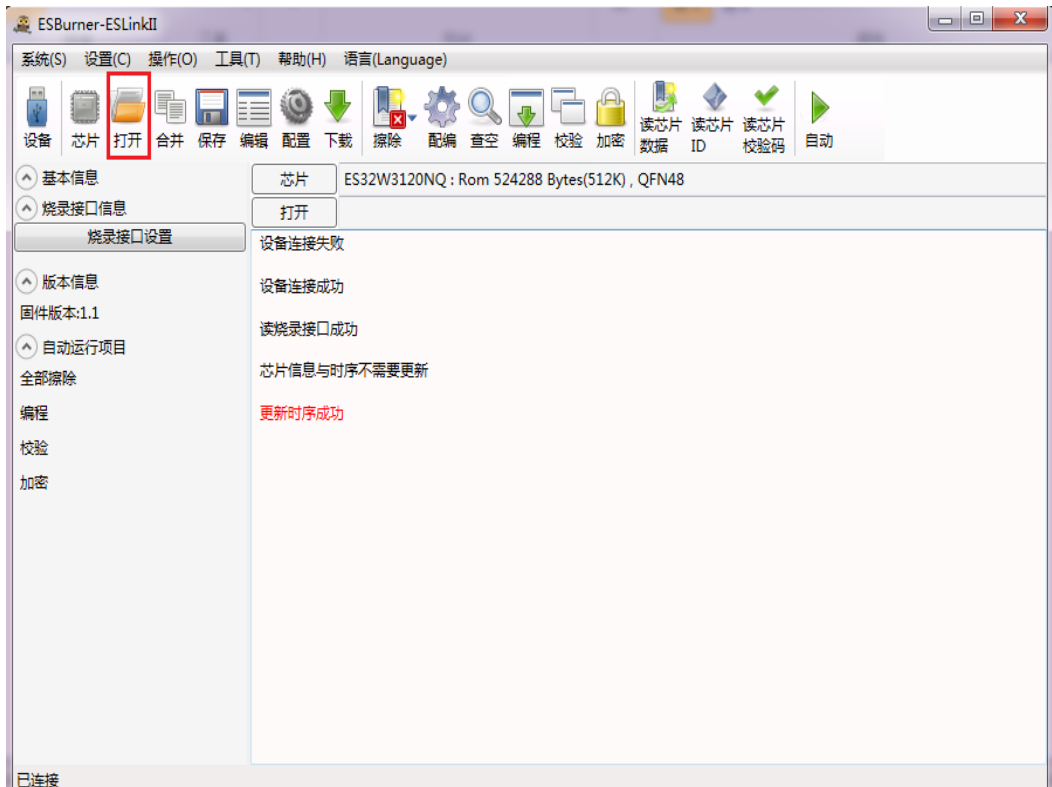 ESBurner-ESLinkII
系统(S) 设置(C) 操作(O) 工具(T) 帮助(H) 语言(Language)
设备 芯片 打开 合并 保存 编辑 配置 下载 擦除 配编 查空 编程 校验 加密 读芯片数据 读芯片ID 读芯片校验码 自动
基本信息
芯片 ES32W3120NQ : Rom 524288 Bytes(512K) , QFN48
烧录接口信息
打开
烧录接口设置
版本信息
固件版本:1.1
自动运行项目
全部擦除
编程
校验
加密
设备连接失败
设备连接成功
读烧录接口成功
芯片信息与时序不需要更新
更新时序成功
已连接